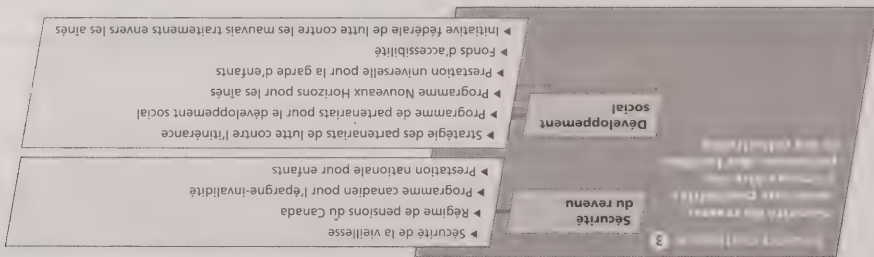 3
Sécurité
du revenu
▸ Sécurité de la vieillesse
▸ Régime de pensions du Canada
▸ Programme canadien pour l'épargne-invalidité
▸ Prestation nationale pour enfants
Développement
social
▸ Stratégie des partenariats de lutte contre l'itinérance
▸ Programme de partenariats pour le développement social
▸ Programme Nouveaux Horizons pour les aînés
▸ Prestation universelle pour la garde d'enfants
▸ Fonds d'accessibilité
▸ Initiative fédérale de lutte contre les mauvais traitements envers les aînés